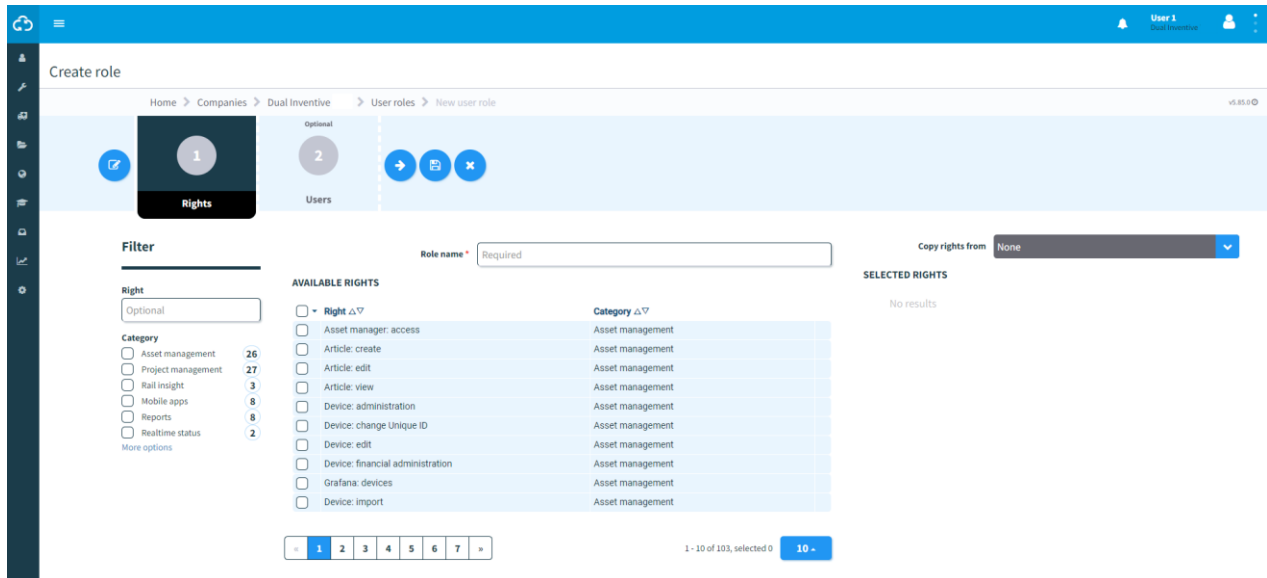 User 1
Dual Inventive
Create role
Home > Companies > Dual Inventive > User roles > New user role
v5.85.0
1
Rights
Optional
2
Users
Filter
Right
Optional
Category
Asset management 26
Project management 27
Rail insight 3
Mobile apps 8
Reports 8
Realtime status 2
More options
Role name * Required
AVAILABLE RIGHTS
Right Category
Asset manager: access Asset management
Article: create Asset management
Article: edit Asset management
Article: view Asset management
Device: administration Asset management
Device: change Unique ID Asset management
Device: edit Asset management
Device: financial administration Asset management
Grafana: devices Asset management
Device: import Asset management
« 1 2 3 4 5 6 7 »
1 - 10 of 103, selected 0 10
Copy rights from None
SELECTED RIGHTS
No results